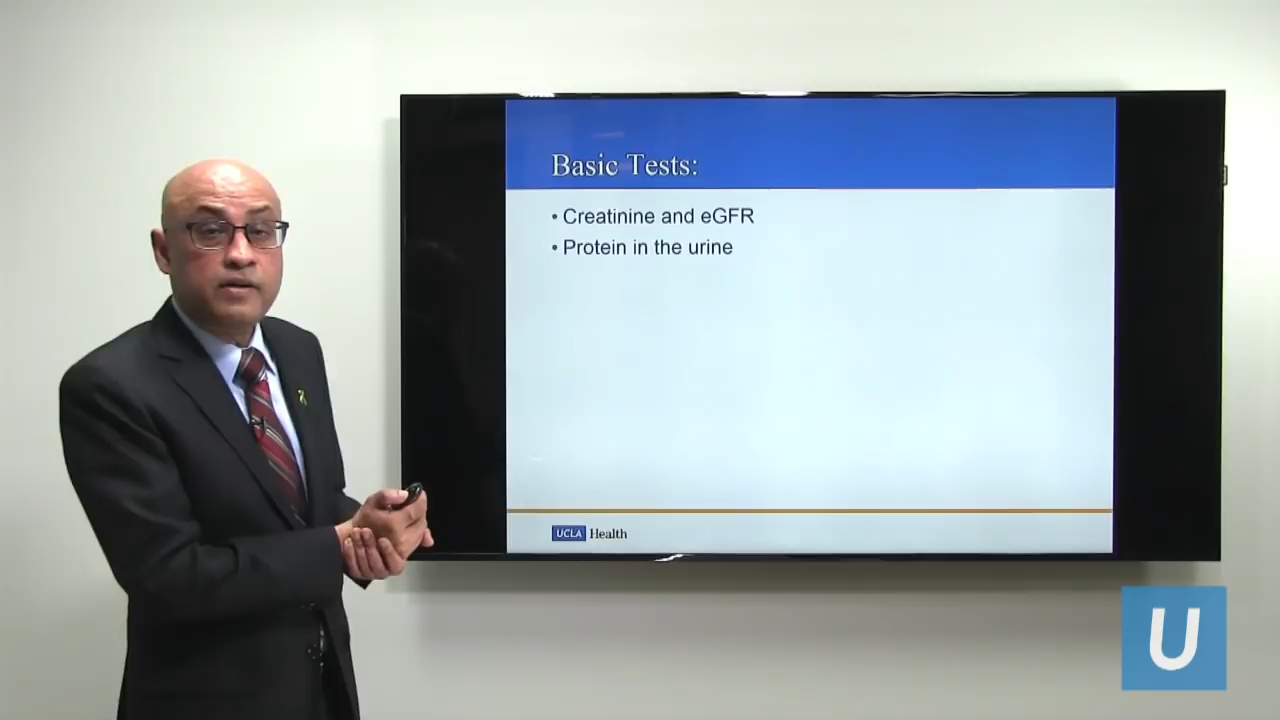 Basic Tests:
• Creatinine and eGFR
• Protein in the urine
UCLA Health
U